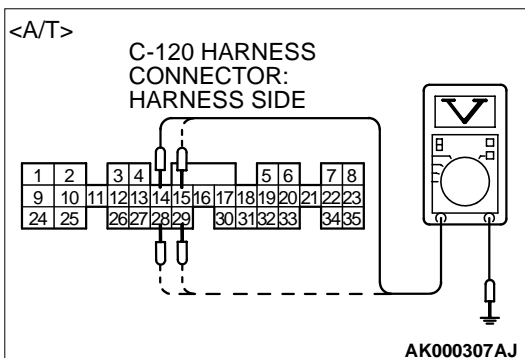 <A/T>
C-120 HARNESS
CONNECTOR:
HARNESS SIDE
V
1 2 3 4 5 6 7 8
9 10 11 12 13 14 15 16 17 18 19 20 21 22 23
24 25 26 27 28 29 30 31 32 33 34 35
AK000307AJ